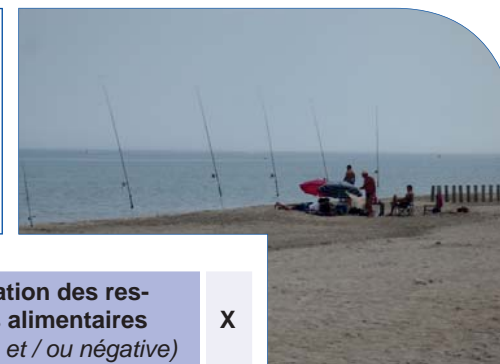 ation des res-
alimentaires
X
et / ou négative)